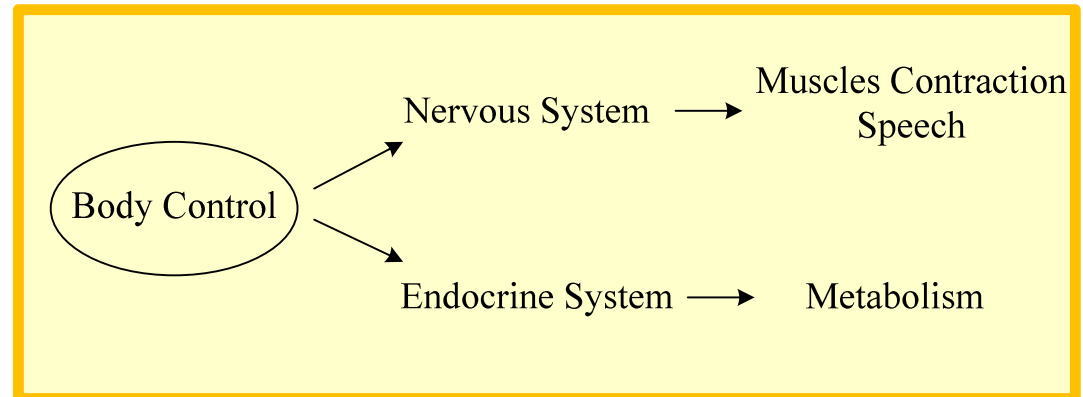 Muscles Contraction
Speech
Nervous System
Body Control
Endocrine System
Metabolism